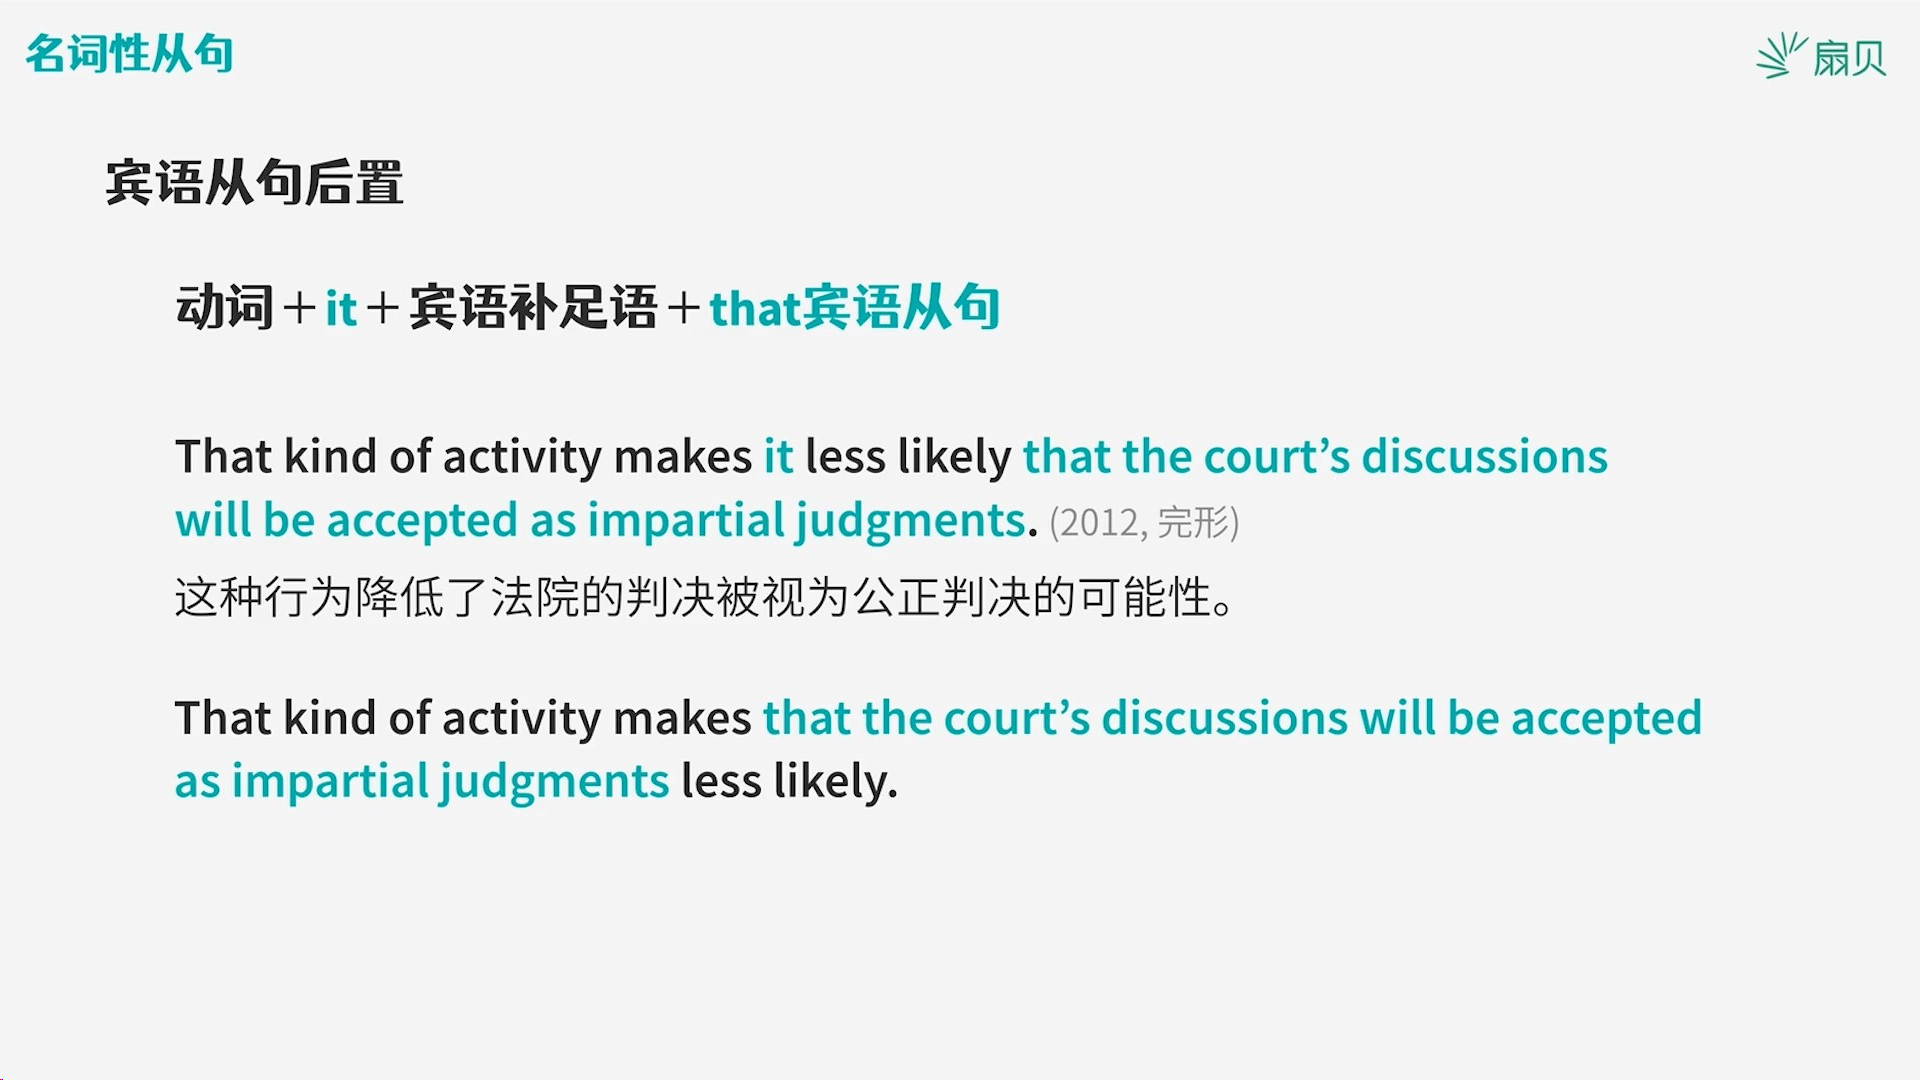 名词性从句
扇贝
宾语从句后置
动词＋it＋宾语补足语＋that宾语从句
That kind of activity makes it less likely that the court’s discussions
will be accepted as impartial judgments. (2012, 完形)
这种行为降低了法院的判决被视为公正判决的可能性。
That kind of activity makes that the court’s discussions will be accepted
as impartial judgments less likely.